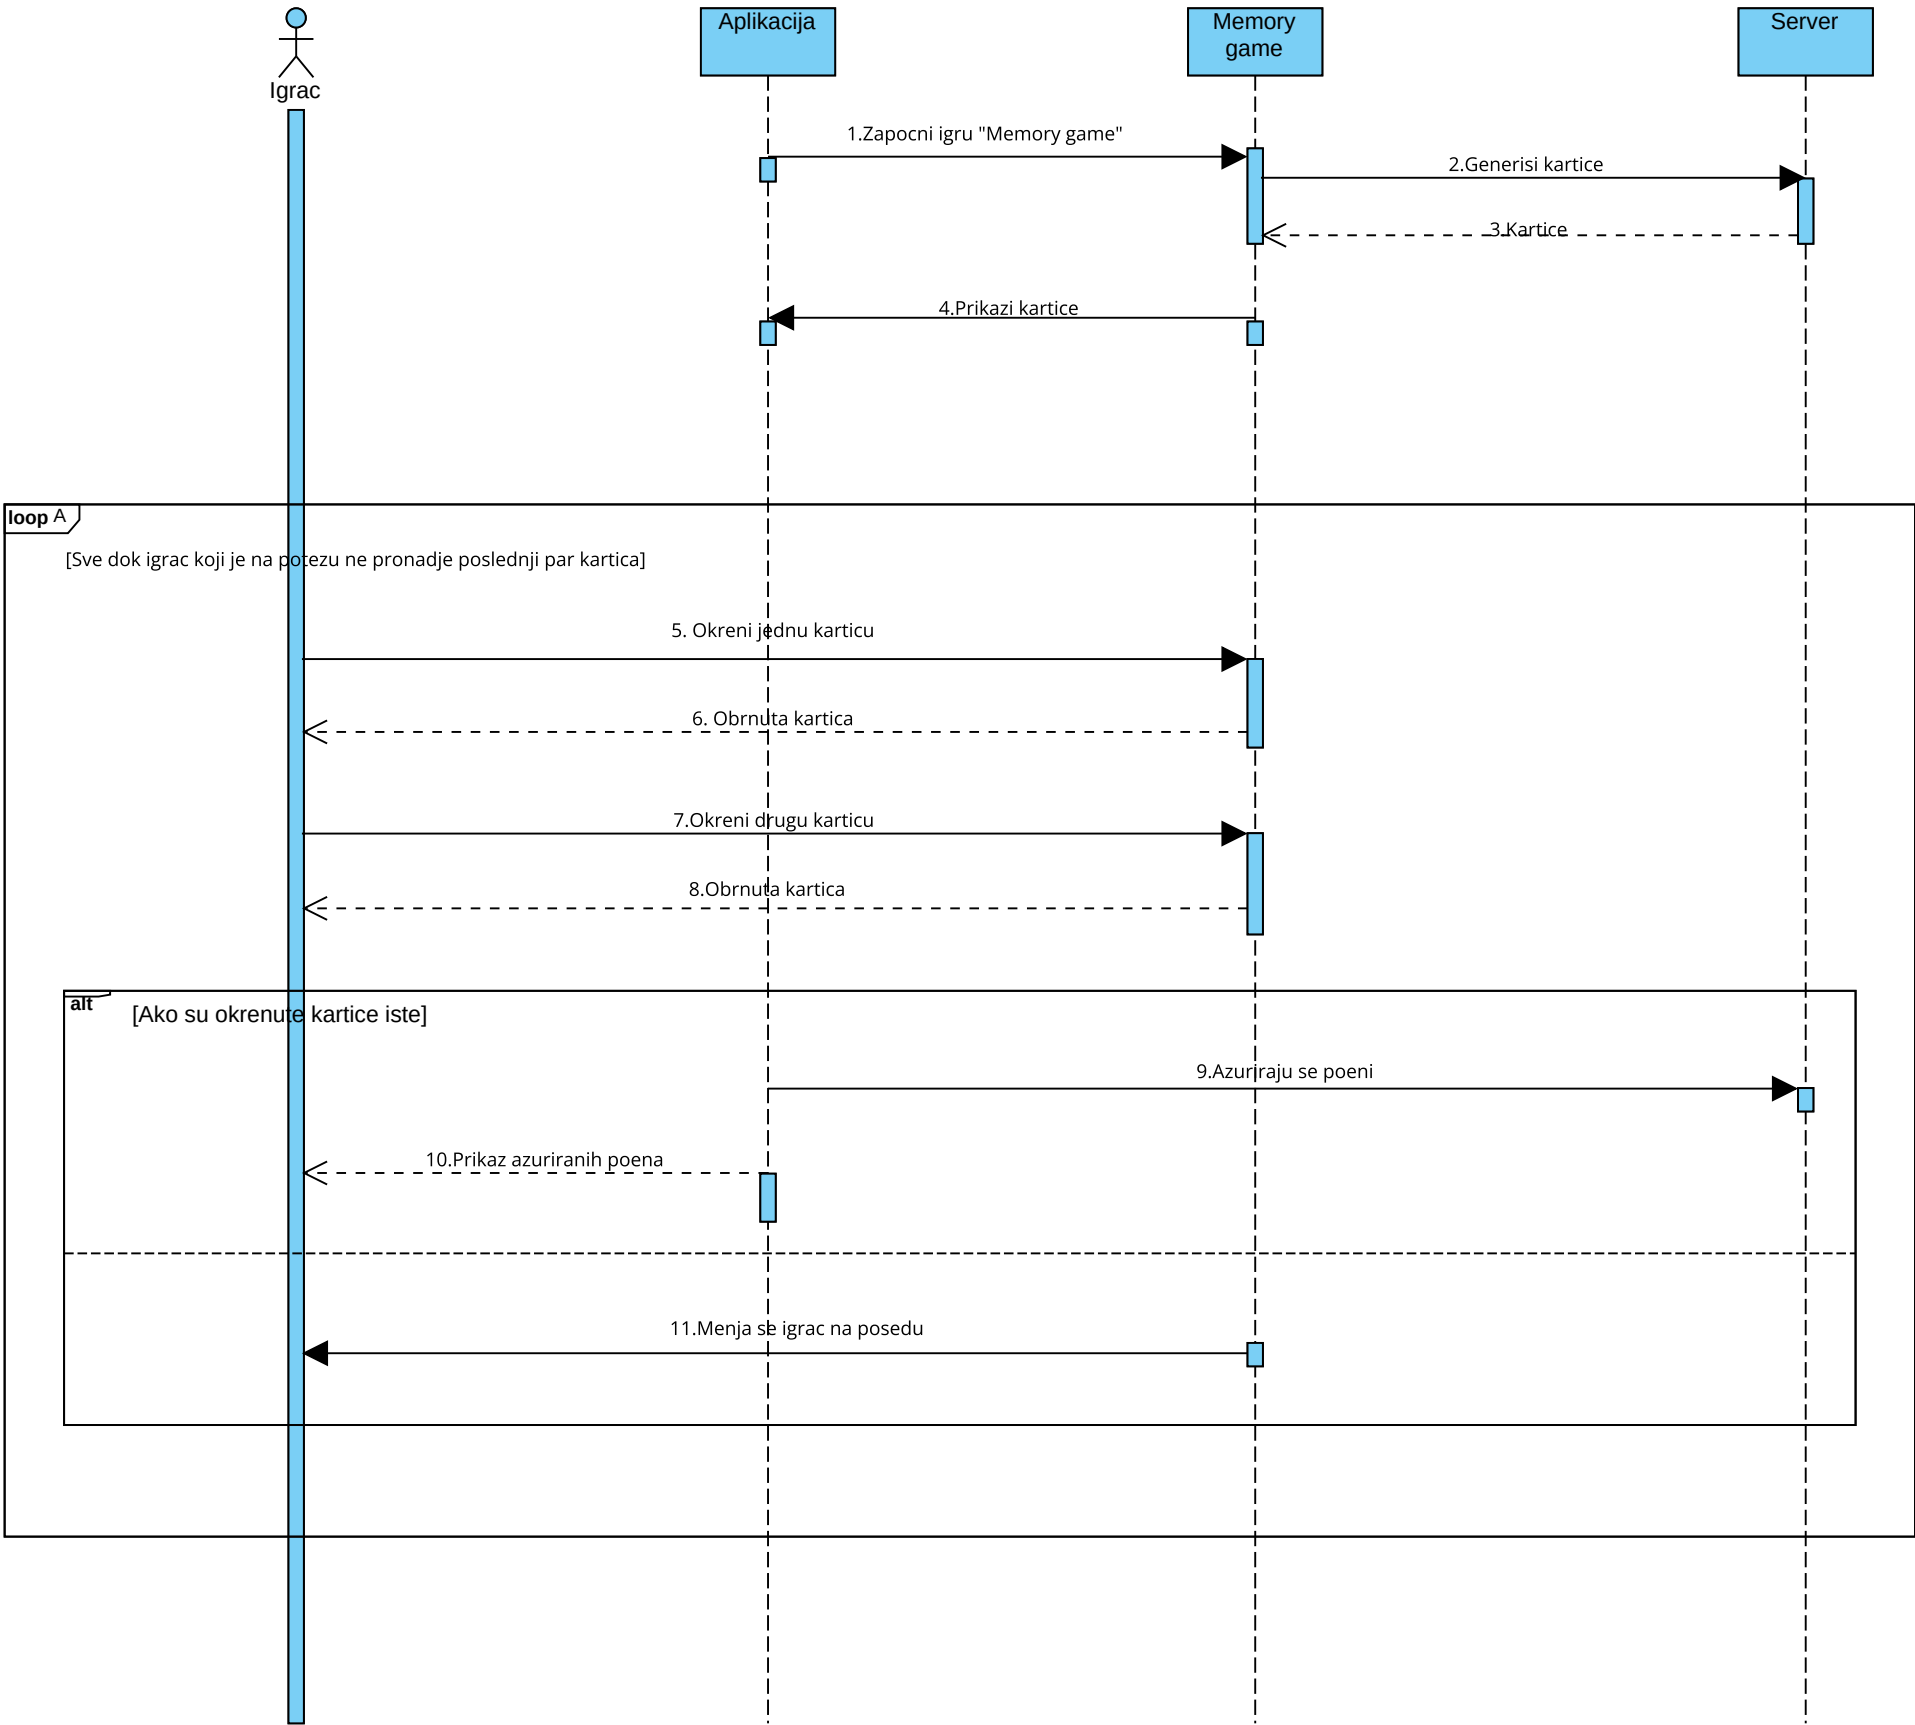 Igrac
Aplikacija
Memory
game
Server
1.Zapocni igru "Memory game"
2.Generisi kartice
3.Kartice
4.Prikazi kartice
loop A
[Sve dok igrac koji je na potezu ne pronadje poslednji par kartica]
5. Okreni jednu karticu
6. Obrnuta kartica
7.Okreni drugu karticu
8.Obrnuta kartica
alt
[Ako su okrenute kartice iste]
9.Azuriraju se poeni
10.Prikaz azuriranih poena
11.Menja se igrac na posedu